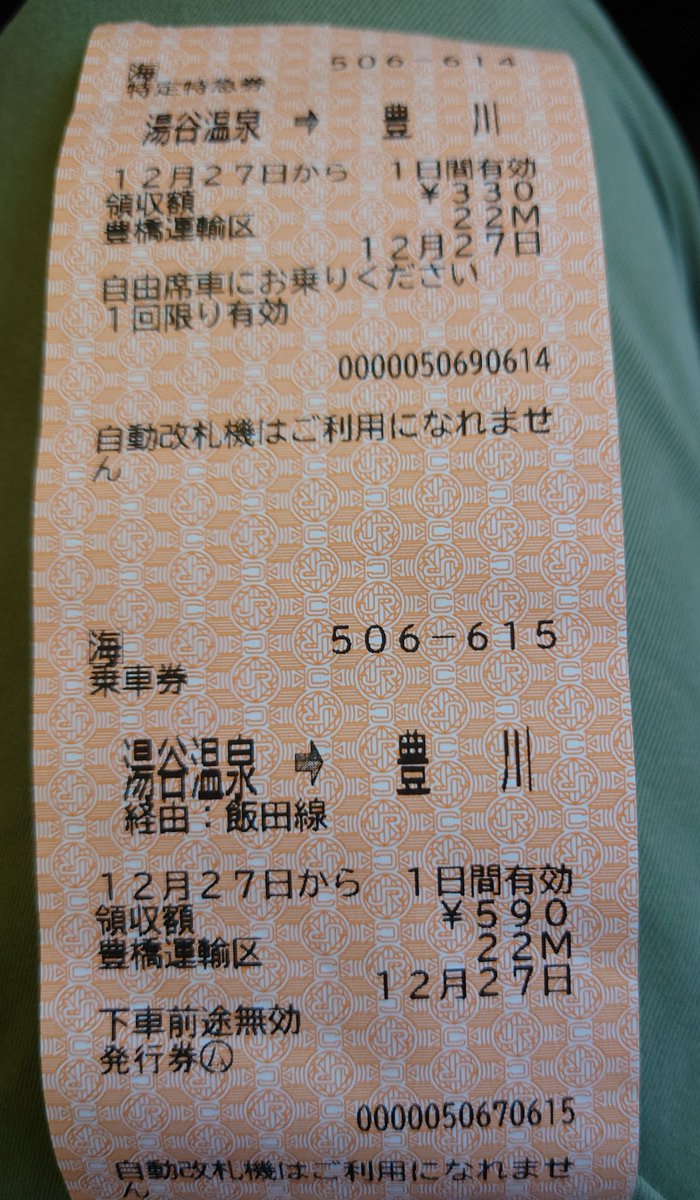 海
506-614
特定特急券
湯谷温泉 → 豊 川
12月27日から 1日間有効
領収額 ¥330
豊橋運輸区 22M
12月27日
自由席車にお乗りください
1回限り有効
0000050690614
自動改札機はご利用になれませ
ん
海
506-615
乗車券
湯谷温泉 → 豊 川
経由:飯田線
12月27日から 1日間有効
領収額 ¥590
豊橋運輸区 22M
12月27日
下車前途無効
発行券㋰
0000050670615
自動改札機はご利用になれませ
ん